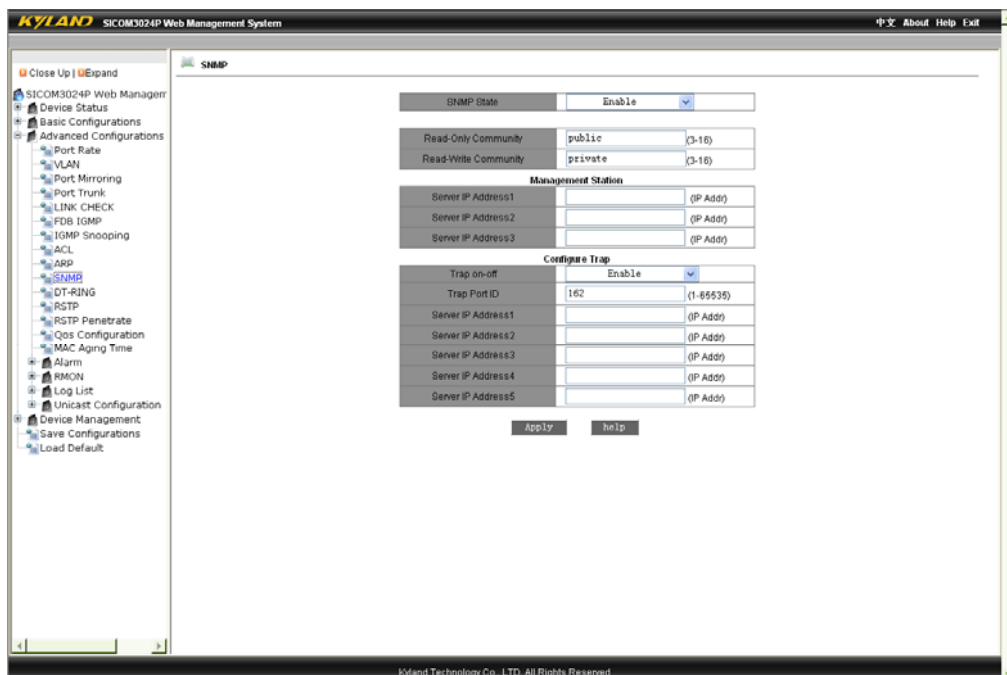 KYLAND SICOM3024P Web Management System 中文 About Help Exit
Close Up | Expand
SICOM3024P Web Managem
Device Status
Basic Configurations
Advanced Configurations
Port Rate
VLAN
Port Mirroring
Port Trunk
LINK CHECK
FDB IGMP
IGMP Snooping
ACL
ARP
SNMP
DT-RING
RSTP
RSTP Penetrate
Qos Configuration
MAC Aging Time
Alarm
RMON
Log List
Unicast Configuration
Device Management
Save Configurations
Load Default
SNMP
SNMP State Enable
Read-Only Community public (3-16)
Read-Write Community private (3-16)
Management Station
Server IP Address1 (IP Addr)
Server IP Address2 (IP Addr)
Server IP Address3 (IP Addr)
Configure Trap
Trap on-off Enable
Trap Port ID 162 (1-65535)
Server IP Address1 (IP Addr)
Server IP Address2 (IP Addr)
Server IP Address3 (IP Addr)
Server IP Address4 (IP Addr)
Server IP Address5 (IP Addr)
Apply help
Kyland Technology Co., LTD. All Rights Reserved